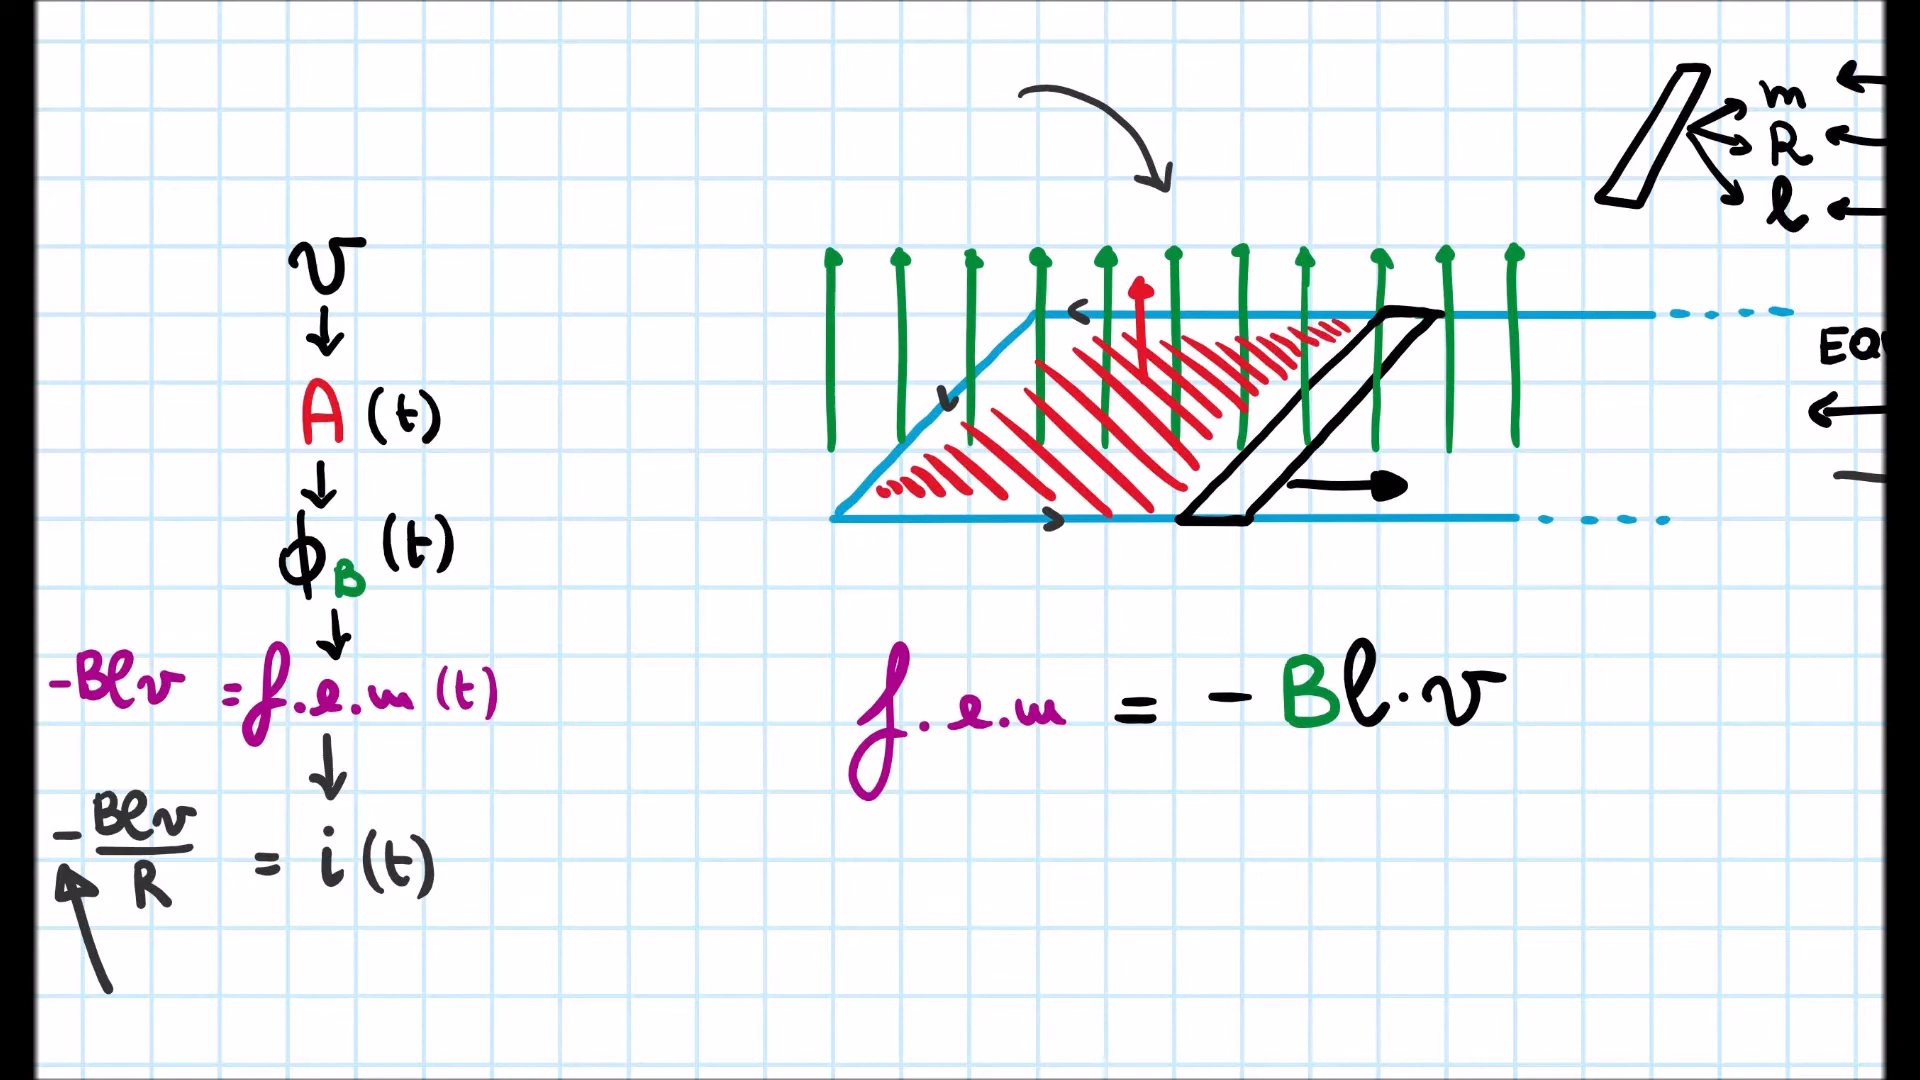 v
A (t)
ϕB (t)
-Blv = f.e.m (t)
- Blv/R = i (t)
m
R
l
f.e.m = - Bl·v